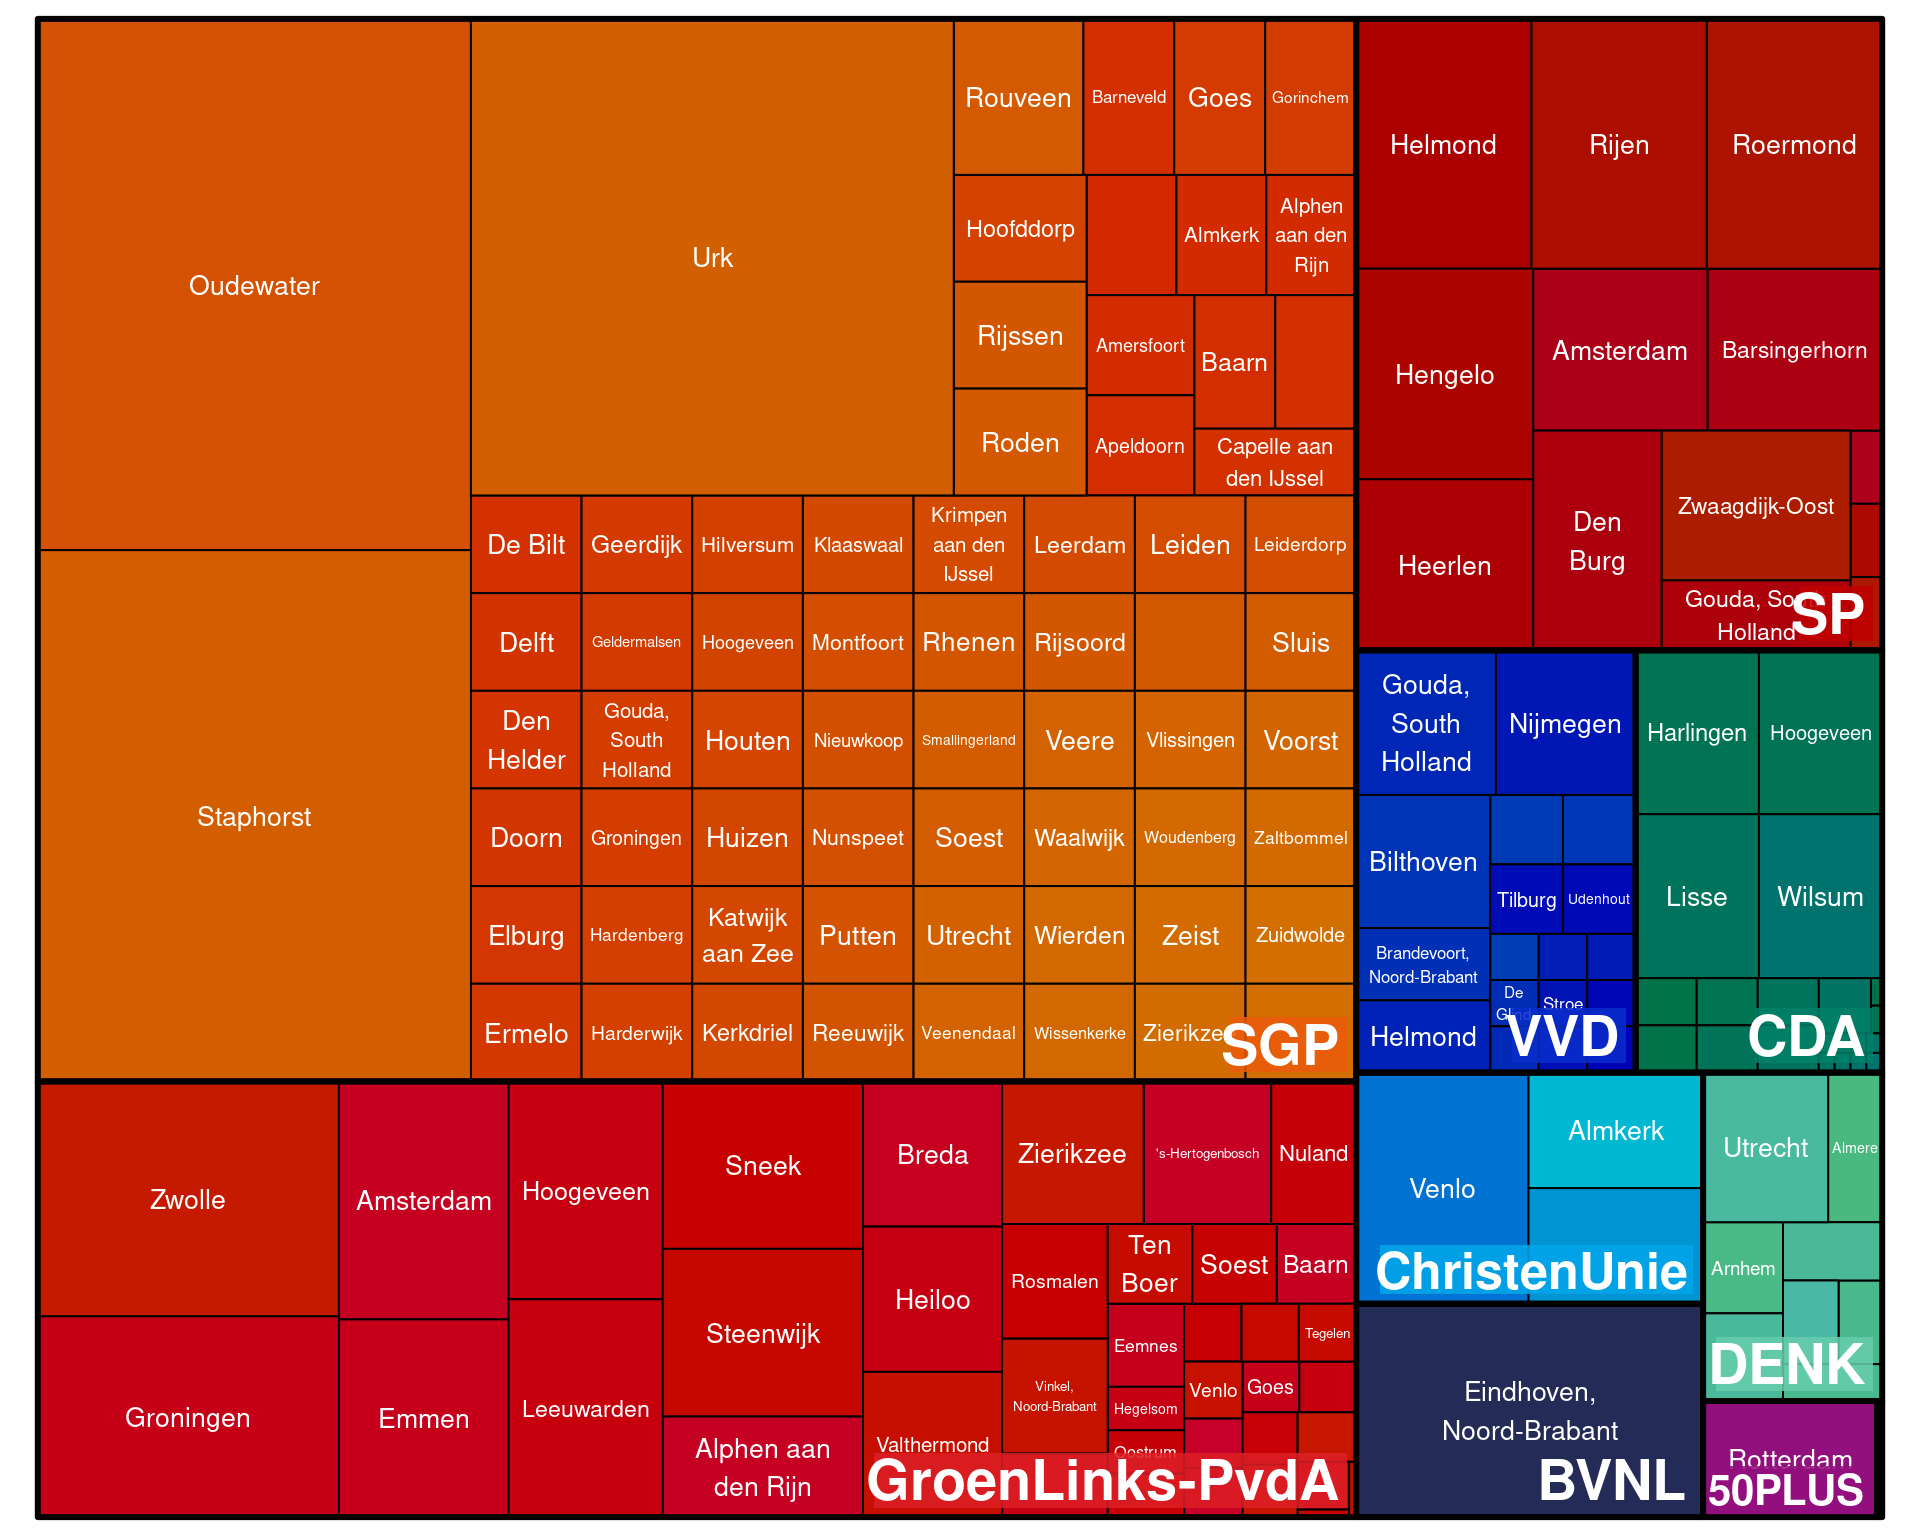 Oudewater
Staphorst
Urk
Rouveen
Barneveld
Goes
Gorinchem
Hoofddorp
Almkerk
Alphen
aan den
Rijn
Rijssen
Amersfoort
Baarn
Roden
Apeldoorn
Capelle aan
den IJssel
De Bilt
Geerdijk
Hilversum
Klaaswaal
Krimpen
aan den
IJssel
Leerdam
Leiden
Leiderdorp
Delft
Geldermalsen
Hoogeveen
Montfoort
Rhenen
Rijsoord
Sluis
Den
Helder
Gouda,
South
Holland
Houten
Nieuwkoop
Smallingerland
Veere
Vlissingen
Voorst
Doorn
Groningen
Huizen
Nunspeet
Soest
Waalwijk
Woudenberg
Zaltbommel
Elburg
Hardenberg
Katwijk
aan Zee
Putten
Utrecht
Wierden
Zeist
Zuidwolde
Ermelo
Harderwijk
Kerkdriel
Reeuwijk
Veenendaal
Wissenkerke
Zierikzee
SGP
Helmond
Rijen
Roermond
Hengelo
Amsterdam
Barsingerhorn
Heerlen
Den
Burg
Zwaagdijk-Oost
Gouda, South
Holland
SP
Gouda,
South
Holland
Nijmegen
Bilthoven
Tilburg
Udenhout
Brandevoort,
Noord-Brabant
De
Glind
Stroe
Helmond
VVD
Harlingen
Hoogeveen
Lisse
Wilsum
CDA
Zwolle
Groningen
Amsterdam
Emmen
Hoogeveen
Leeuwarden
Sneek
Steenwijk
Alphen aan
den Rijn
Breda
Heiloo
Valthermond
Zierikzee
's-Hertogenbosch
Nuland
Rosmalen
Ten
Boer
Soest
Baarn
Vinkel,
Noord-Brabant
Eemnes
Tegelen
Hegelsom
Venlo
Goes
Oostrum
GroenLinks-PvdA
Venlo
Almkerk
ChristenUnie
Utrecht
Almere
Arnhem
DENK
Eindhoven,
Noord-Brabant
BVNL
Rotterdam
50PLUS